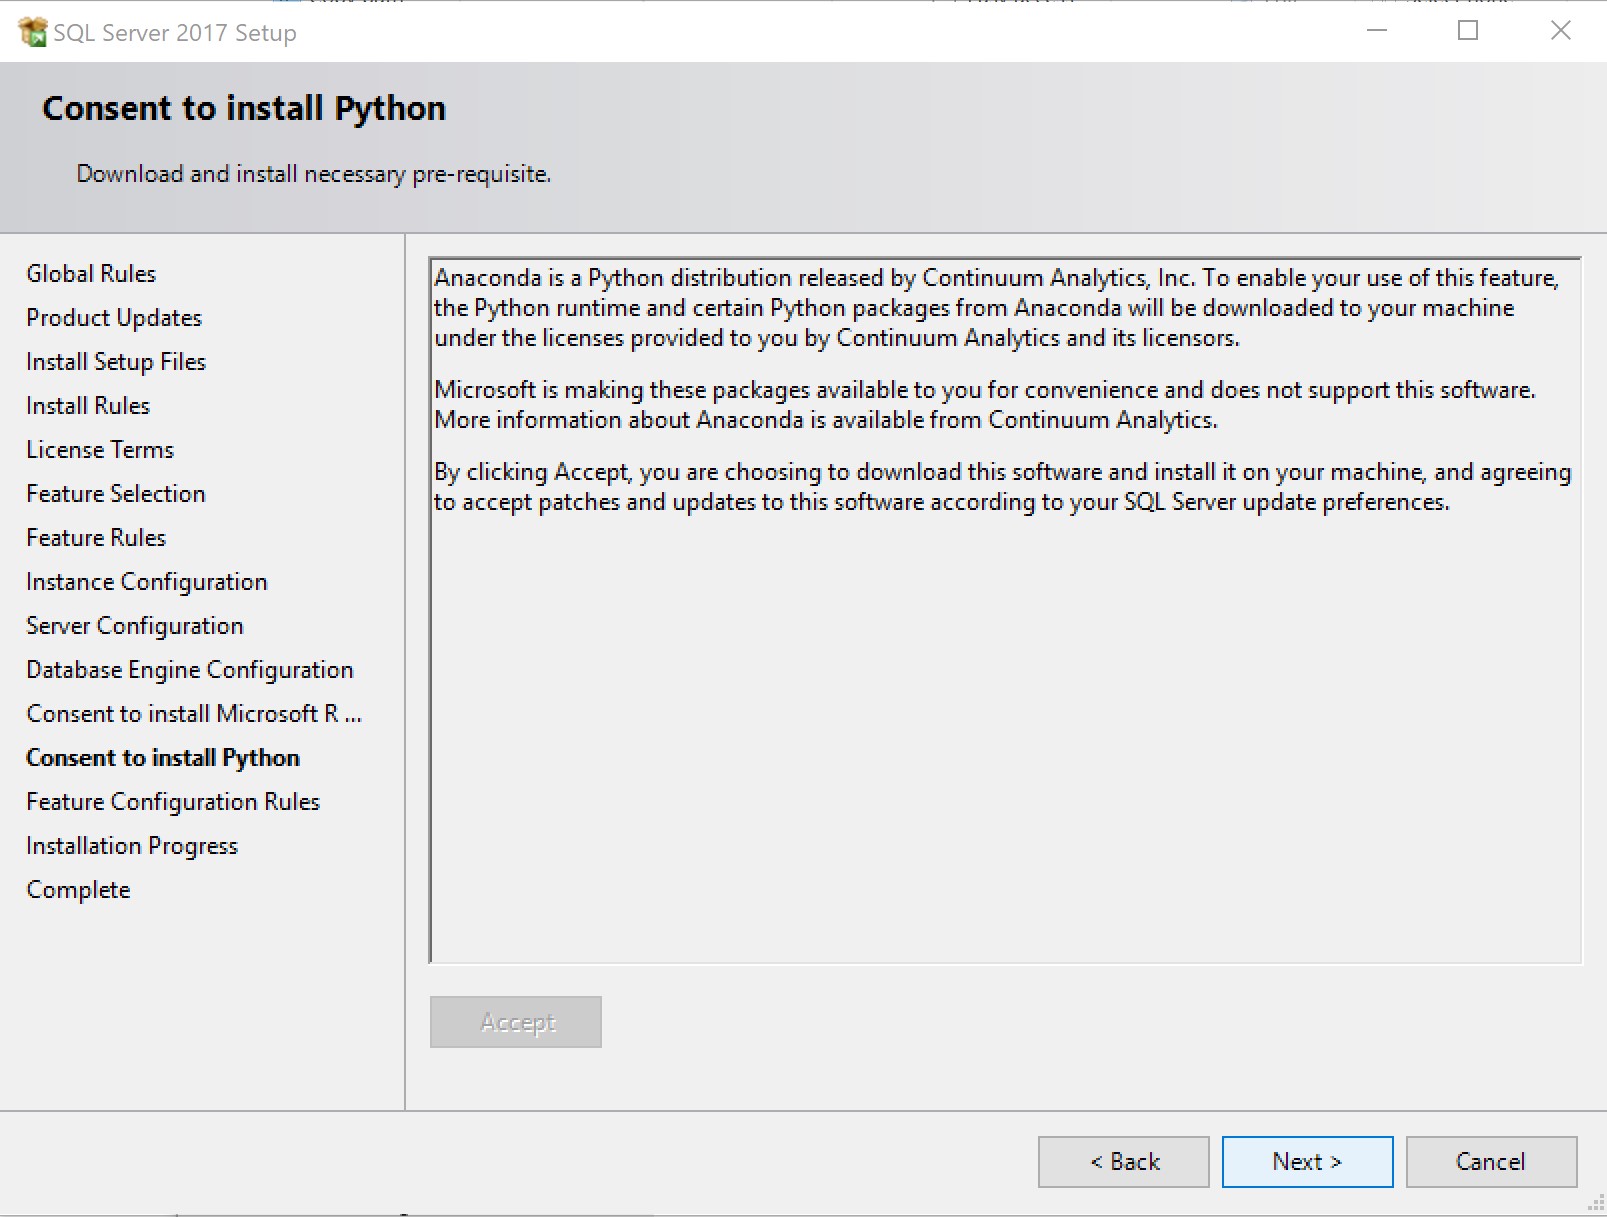 SQL Server 2017 Setup
Consent to install Python
Download and install necessary pre-requisite.
Global Rules
Product Updates
Install Setup Files
Install Rules
License Terms
Feature Selection
Feature Rules
Instance Configuration
Server Configuration
Database Engine Configuration
Consent to install Microsoft R ...
Consent to install Python
Feature Configuration Rules
Installation Progress
Complete
Anaconda is a Python distribution released by Continuum Analytics, Inc. To enable your use of this feature,
the Python runtime and certain Python packages from Anaconda will be downloaded to your machine
under the licenses provided to you by Continuum Analytics and its licensors.
Microsoft is making these packages available to you for convenience and does not support this software.
More information about Anaconda is available from Continuum Analytics.
By clicking Accept, you are choosing to download this software and install it on your machine, and agreeing
to accept patches and updates to this software according to your SQL Server update preferences.
Accept
< Back
Next >
Cancel